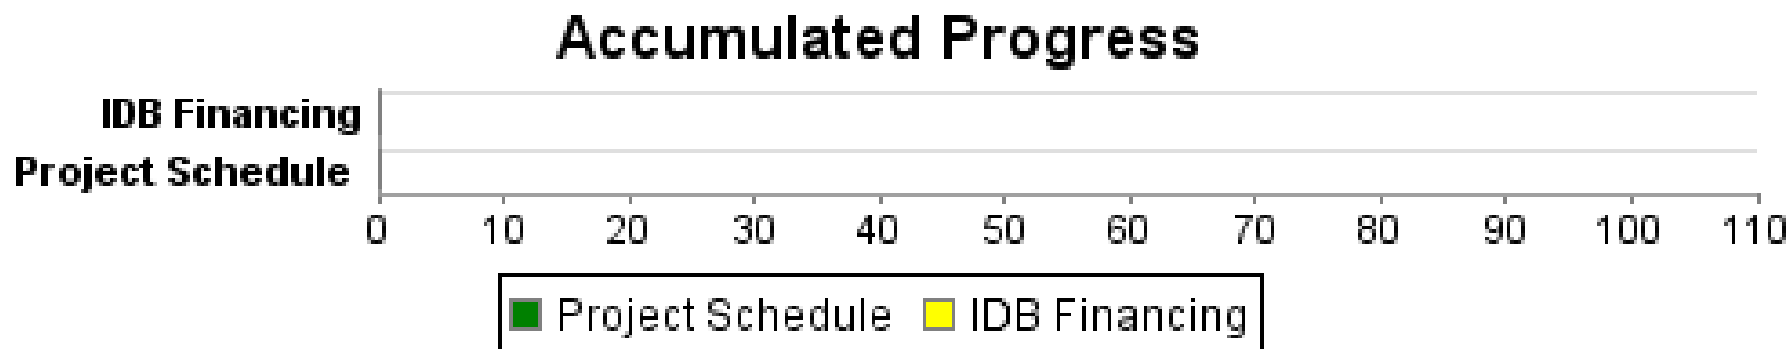 Accumulated Progress
IDB Financing
Project Schedule
0 10 20 30 40 50 60 70 80 90 100 110
Project Schedule IDB Financing